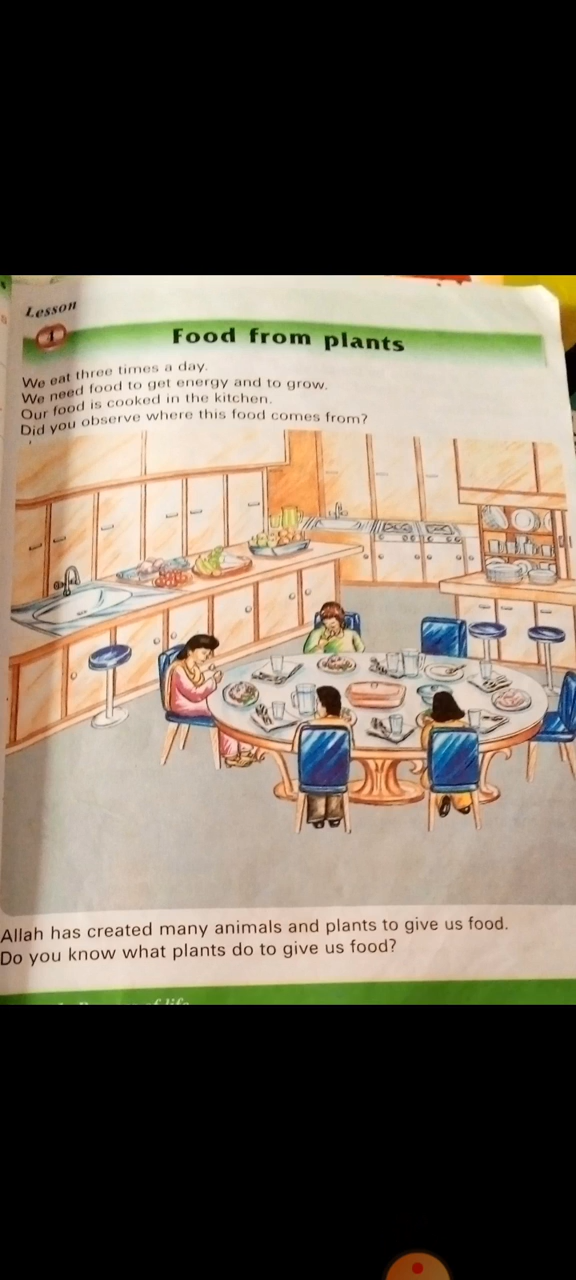 Lesson
1
Food from plants
We eat three times a day.
We need food to get energy and to grow.
Our food is cooked in the kitchen.
Did you observe where this food comes from?
Allah has created many animals and plants to give us food.
Do you know what plants do to give us food?
of life